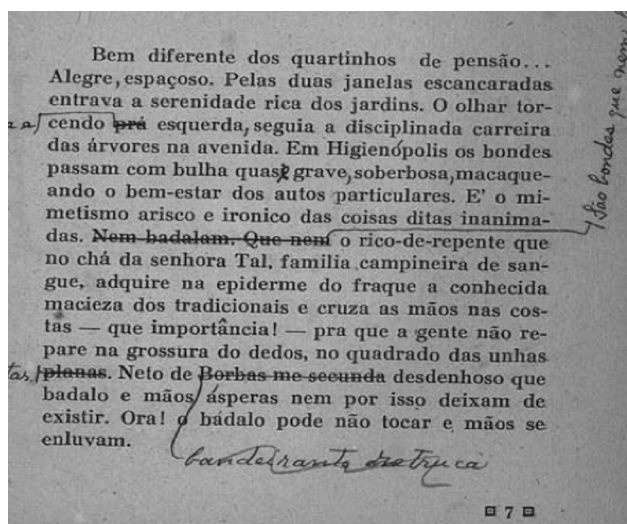 Bem diferente dos quartinhos de pensão...
Alegre, espaçoso. Pelas duas janelas escancaradas
entrava a serenidade rica dos jardins. O olhar tor-
cendo prá esquerda, seguia a disciplinada carreira
das árvores na avenida. Em Higienópolis os bondes
passam com bulha quase grave, soberbosa, macaque-
ando o bem-estar dos autos particulares. E' o mi-
metismo arisco e ironico das coisas ditas inanima-
das. Nem badalam. Que nem o rico-de-repente que
no chá da senhora Tal, familia campineira de san-
gue, adquire na epiderme do fraque a conhecida
macieza dos tradicionais e cruza as mãos nas cos-
tas — que importância! — pra que a gente não re-
pare na grossura do dedos, no quadrado das unhas
planas. Neto de Borbas me secunda desdenhoso que
badalo e mãos ásperas nem por isso deixam de
existir. Ora! o badalo pode não tocar e mãos se
enluvam.
bandeirante retruca
7
São bondes que nem